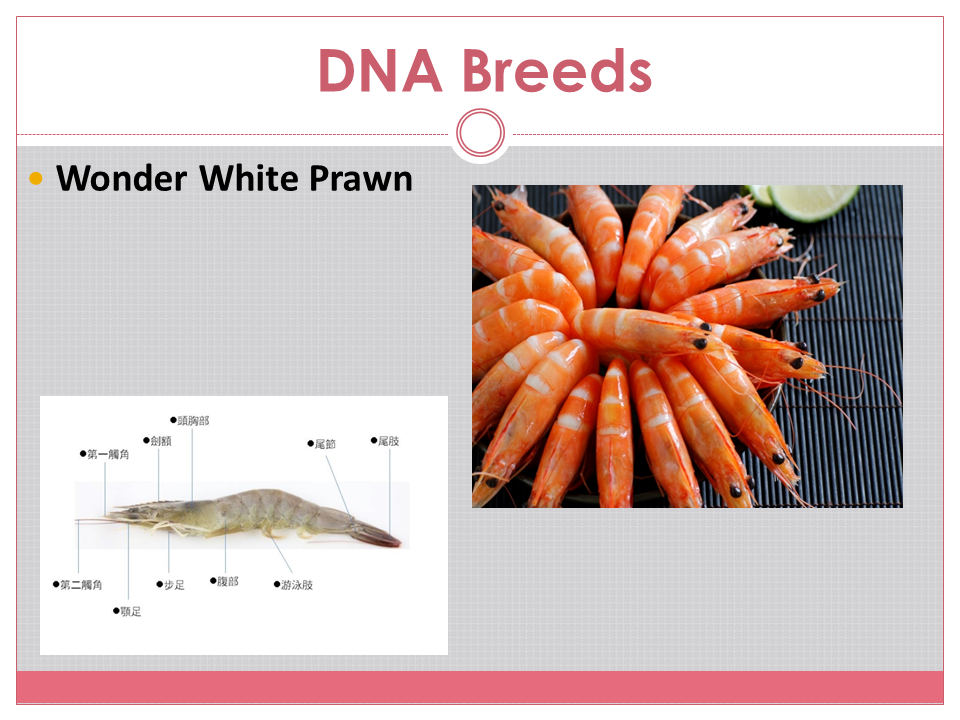 DNA Breeds
Wonder White Prawn
●頭胸部
●劍額
●第一觸角
●尾節
●尾肢
●第二觸角
●步足
●腹部
●游泳肢
●顎足